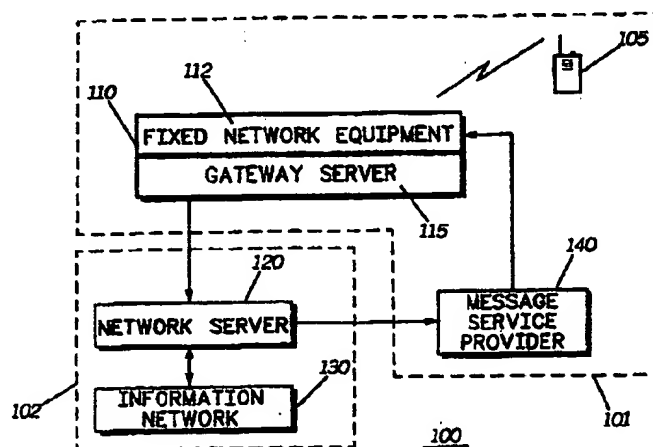 105
112
110
FIXED NETWORK EQUIPMENT
GATEWAY SERVER
115
120
140
NETWORK SERVER
MESSAGE
SERVICE
PROVIDER
130
INFORMATION
NETWORK
102
100
101